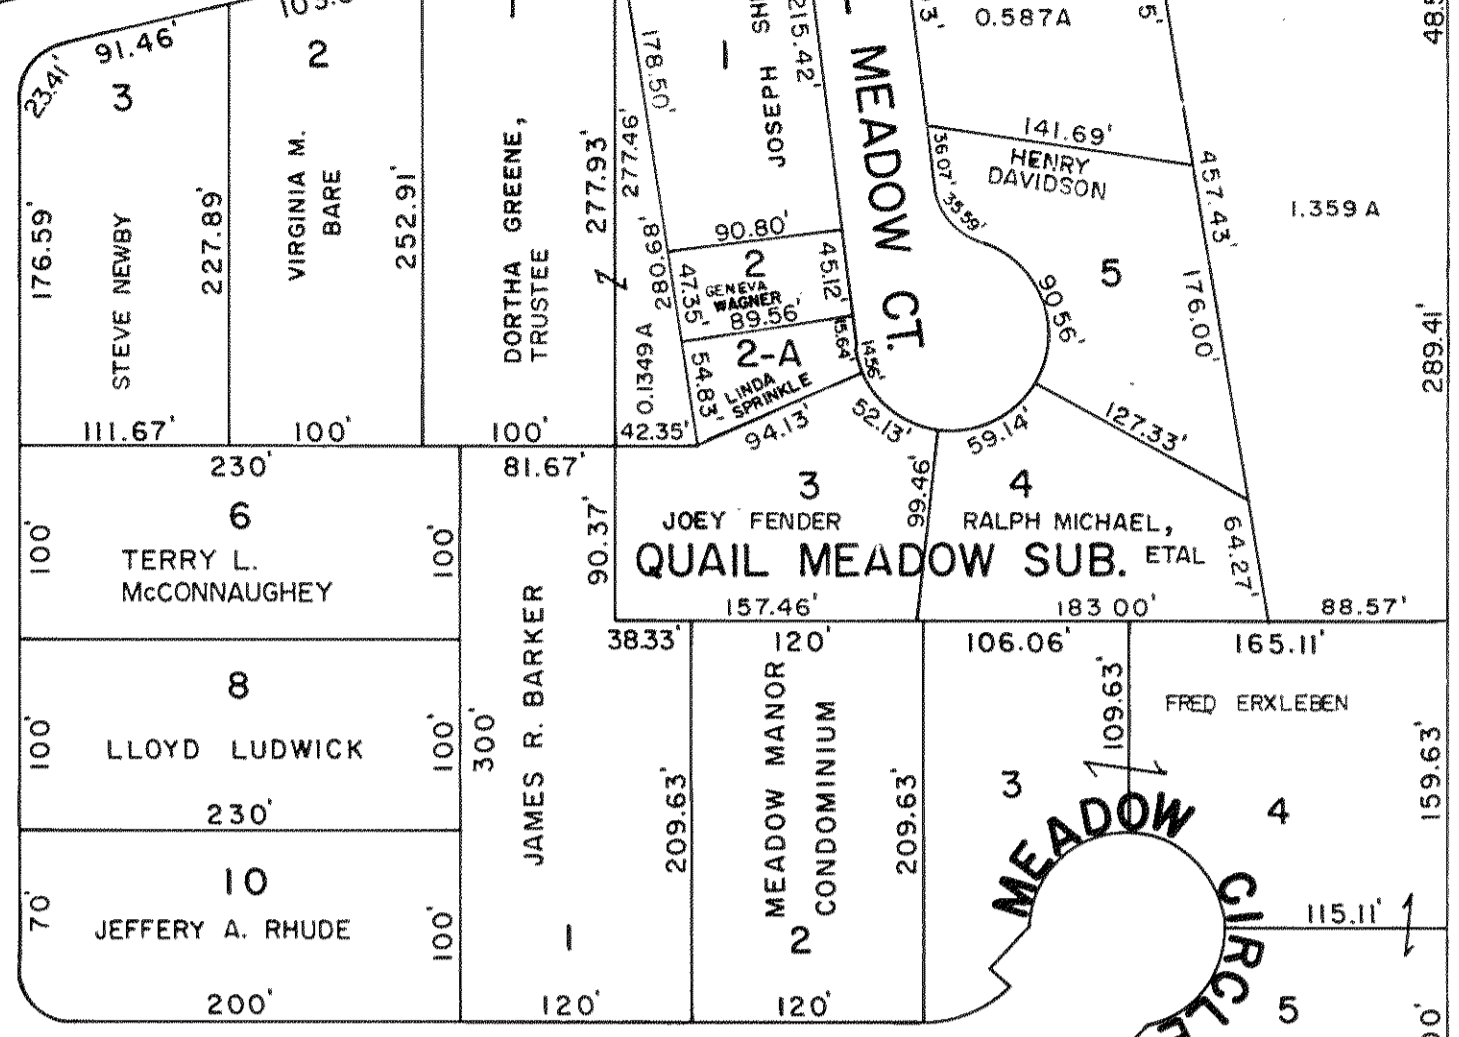 91.46'
23.41'
3
STEVE NEWBY
176.59'
227.89'
111.67'
2
VIRGINIA M.
BARE
252.91'
100'
DORTHA GREENE,
TRUSTEE
277.93'
100'
277.46'
178.50'
280.68'
0.1349 A
42.35'
1
JOSEPH
215.42'
90.80'
2
GENEVA
WAGNER
47.35'
45.12'
89.56'
2-A
LINDA
SPRINKLE
54.83'
15.64'
14.56'
94.13'
MEADOW CT.
0.587A
141.69'
HENRY
DAVIDSON
36.07'
35.59'
457.43'
1.359 A
5
90.56'
176.00'
289.41'
52.13'
59.14'
127.33'
3
JOEY FENDER
99.46'
4
RALPH MICHAEL,
ETAL
QUAIL MEADOW SUB.
64.27'
157.46'
183.00'
88.57'
230'
6
TERRY L.
McCONNAUGHEY
100'
100'
8
LLOYD LUDWICK
100'
100'
230'
10
JEFFERY A. RHUDE
70'
100'
200'
81.67'
90.37'
JAMES R. BARKER
300'
38.33'
209.63'
1
120'
120'
MEADOW MANOR
CONDOMINIUM
209.63'
2
120'
106.06'
109.63'
3
165.11'
FRED ERXLEBEN
159.63'
4
MEADOW CIRCLE
115.11'
5